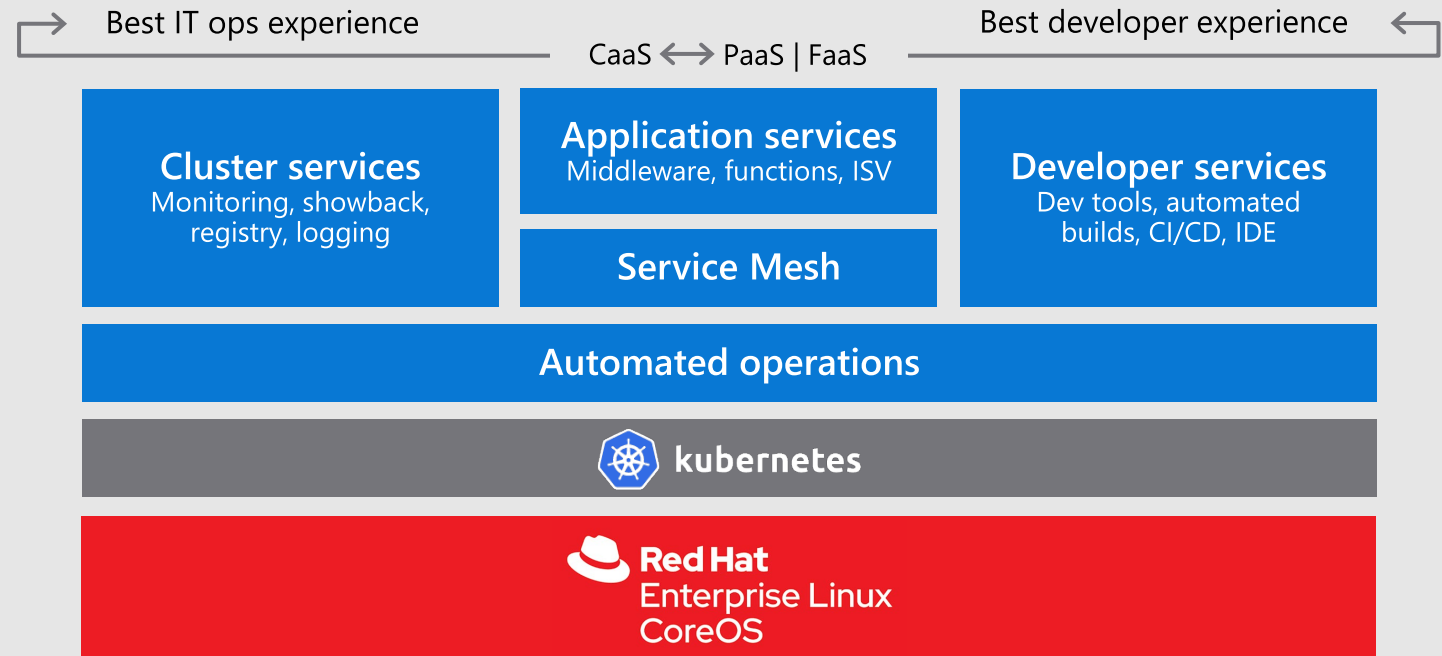 Best IT ops experience
Best developer experience
CaaS PaaS | FaaS
Cluster services
Monitoring, showback,
registry, logging
Application services
Middleware, functions, ISV
Service Mesh
Developer services
Dev tools, automated
builds, CI/CD, IDE
Automated operations
kubernetes
Red Hat
Enterprise Linux
CoreOS